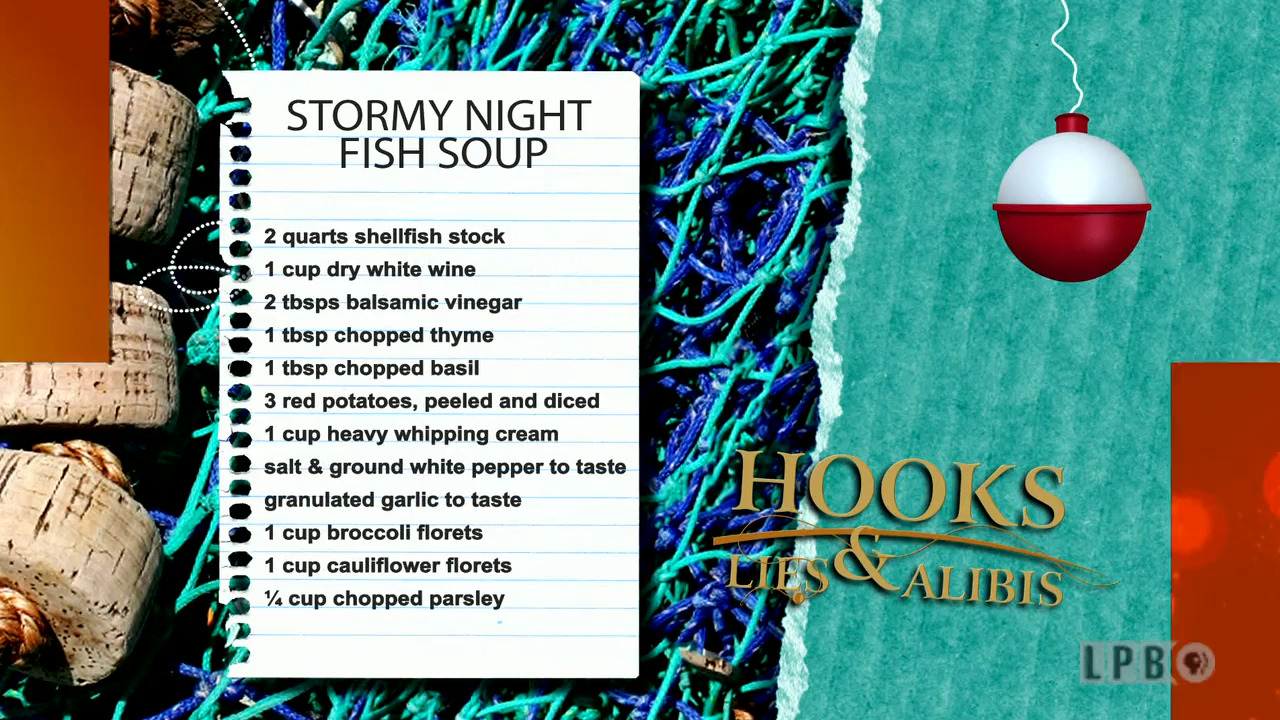 STORMY NIGHT
FISH SOUP
2 quarts shellfish stock
1 cup dry white wine
2 tbsps balsamic vinegar
1 tbsp chopped thyme
1 tbsp chopped basil
3 red potatoes, peeled and diced
1 cup heavy whipping cream
salt & ground white pepper to taste
granulated garlic to taste
1 cup broccoli florets
1 cup cauliflower florets
¼ cup chopped parsley
HOOKS
LIES & ALIBIS
LPB